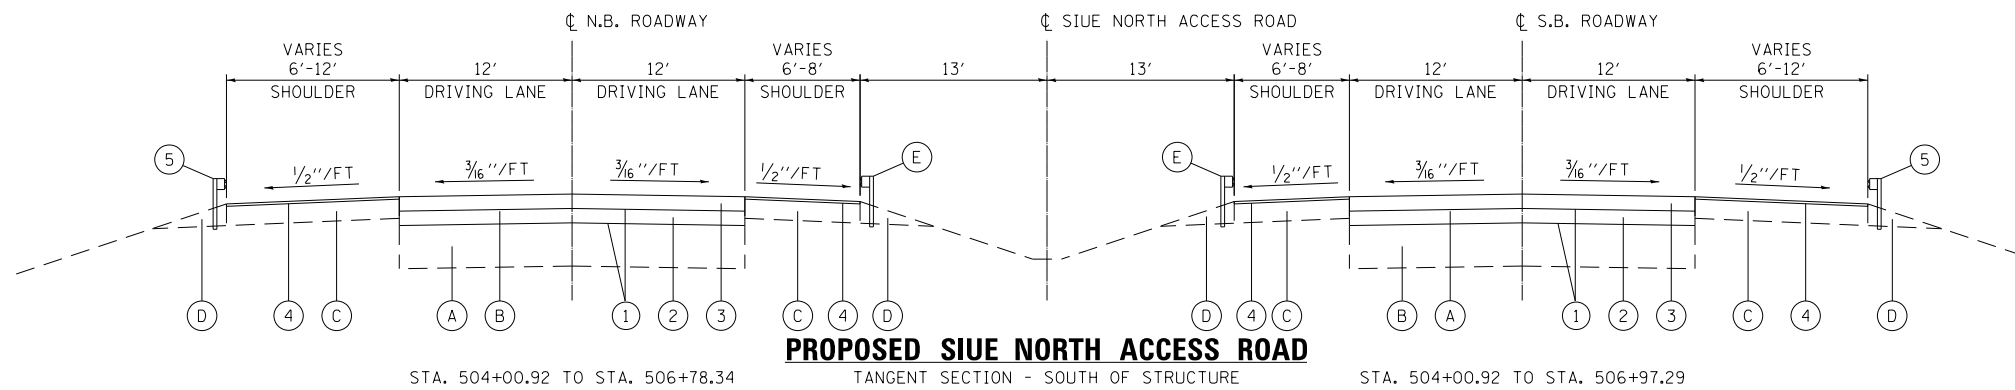 ℄ N.B. ROADWAY ℄ SIUE NORTH ACCESS ROAD ℄ S.B. ROADWAY
VARIES VARIES VARIES VARIES
6'-12' 12' 12' 6'-8' 13' 13' 6'-8' 12' 12' 6'-12'
SHOULDER DRIVING LANE DRIVING LANE SHOULDER SHOULDER DRIVING LANE DRIVING LANE SHOULDER
5 E E 5
1/2''/FT 3/16''/FT 3/16''/FT 1/2''/FT 1/2''/FT 3/16''/FT 3/16''/FT 1/2''/FT
D 4 C A B 1 2 3 C 4 D D 4 C B A 1 2 3 C 4 D
PROPOSED SIUE NORTH ACCESS ROAD
STA. 504+00.92 TO STA. 506+78.34 TANGENT SECTION - SOUTH OF STRUCTURE STA. 504+00.92 TO STA. 506+97.29